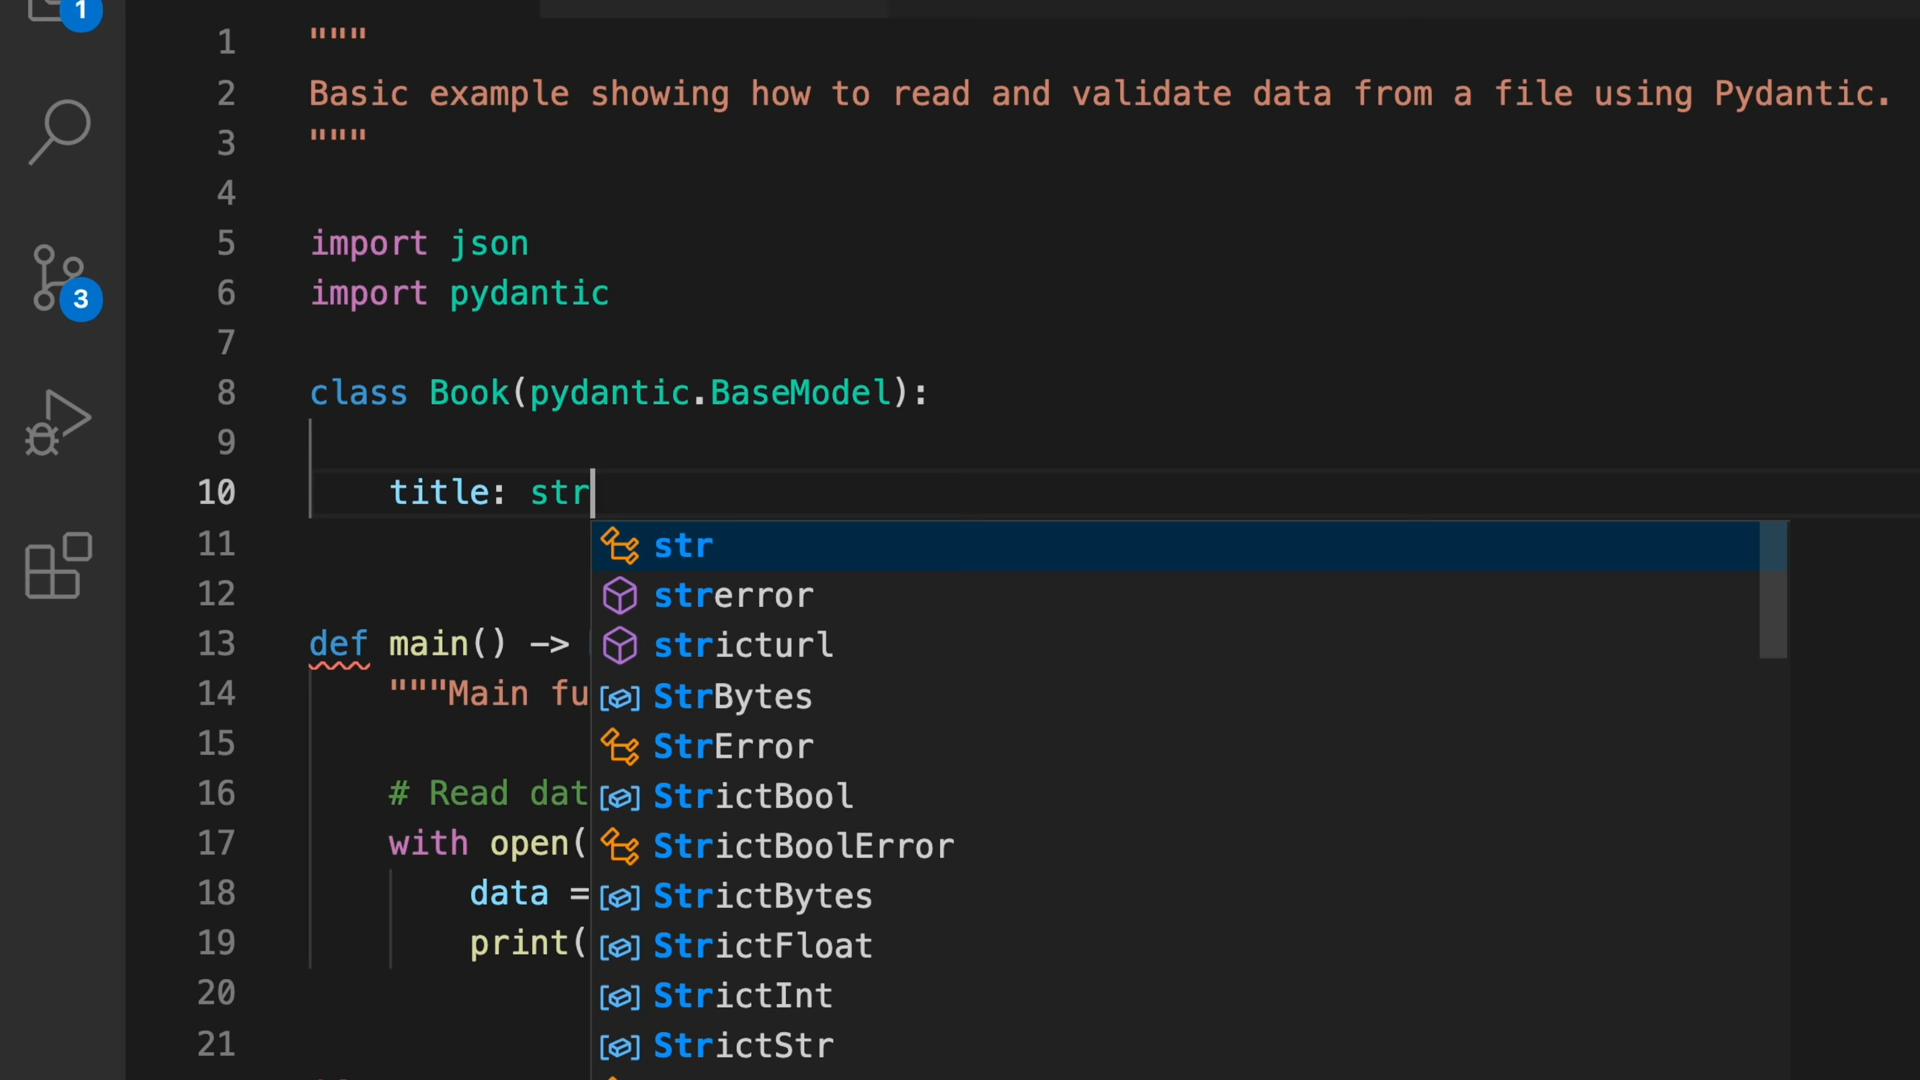 1
1 """
2 Basic example showing how to read and validate data from a file using Pydantic.
3 """
4
5 import json
6 import pydantic
7
8 class Book(pydantic.BaseModel):
9
10 title: str
11 str
12 strerror
13 def main() -> stricturl
14 """Main fu StrBytes
15 StrError
16 # Read dat StrictBool
17 with open( StrictBoolError
18 data = StrictBytes
19 print( StrictFloat
20 StrictInt
21 StrictStr
3